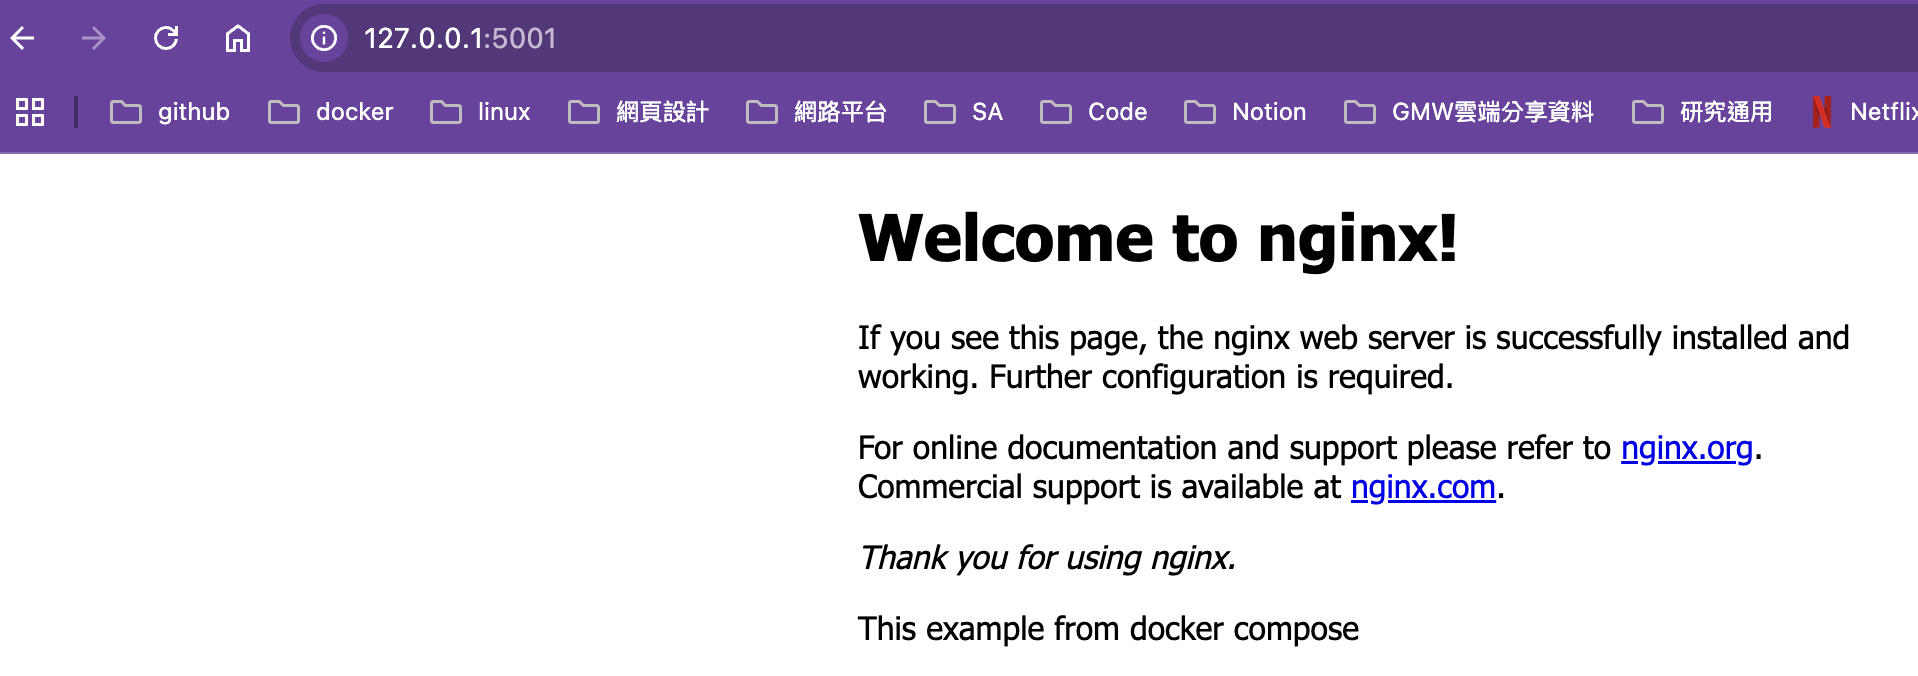 127.0.0.1:5001
github docker linux 網頁設計 網路平台 SA Code Notion GMW雲端分享資料 研究通用 Netflix
Welcome to nginx!
If you see this page, the nginx web server is successfully installed and
working. Further configuration is required.
For online documentation and support please refer to nginx.org.
Commercial support is available at nginx.com.
Thank you for using nginx.
This example from docker compose